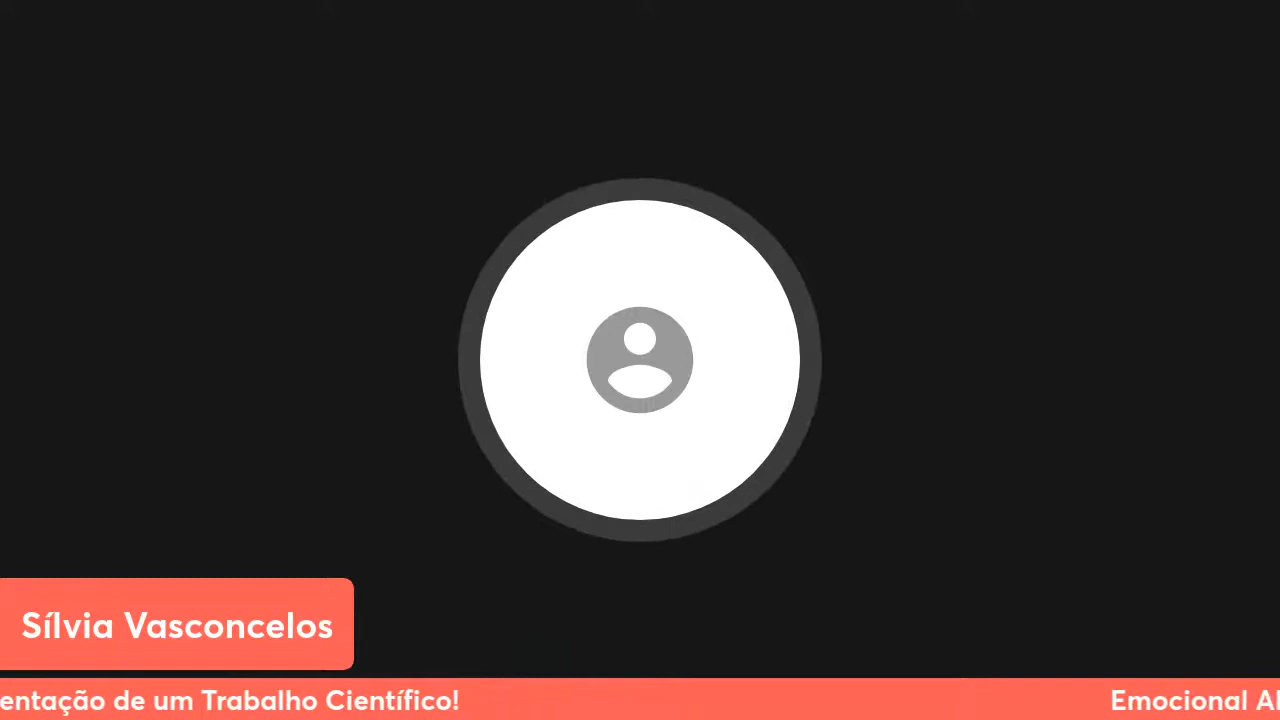 Sílvia Vasconcelos
entação de um Trabalho Científico! Emocional